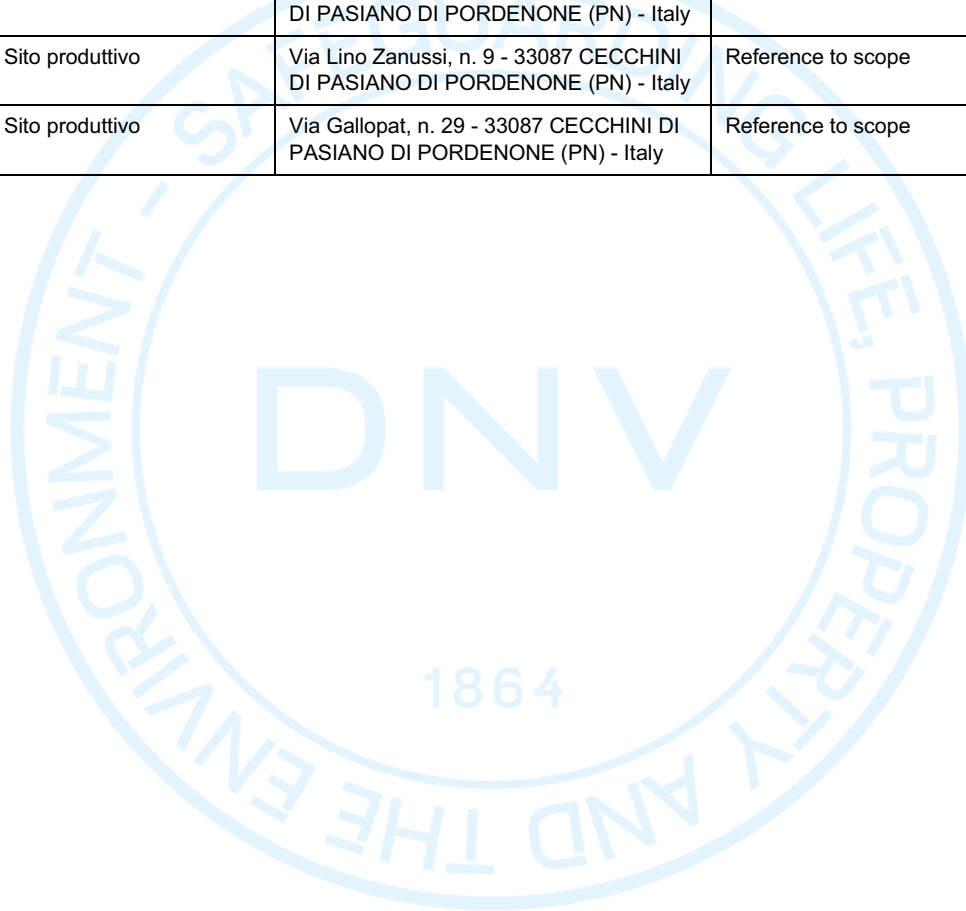 DI PASIANO DI PORDENONE (PN) - Italy
Sito produttivo
Via Lino Zanussi, n. 9 - 33087 CECCHINI
DI PASIANO DI PORDENONE (PN) - Italy
Reference to scope
Sito produttivo
Via Gallopat, n. 29 - 33087 CECCHINI DI
PASIANO DI PORDENONE (PN) - Italy
Reference to scope
SAFEGUARDING LIFE, PROPERTY AND THE ENVIRONMENT -
DNV
1864